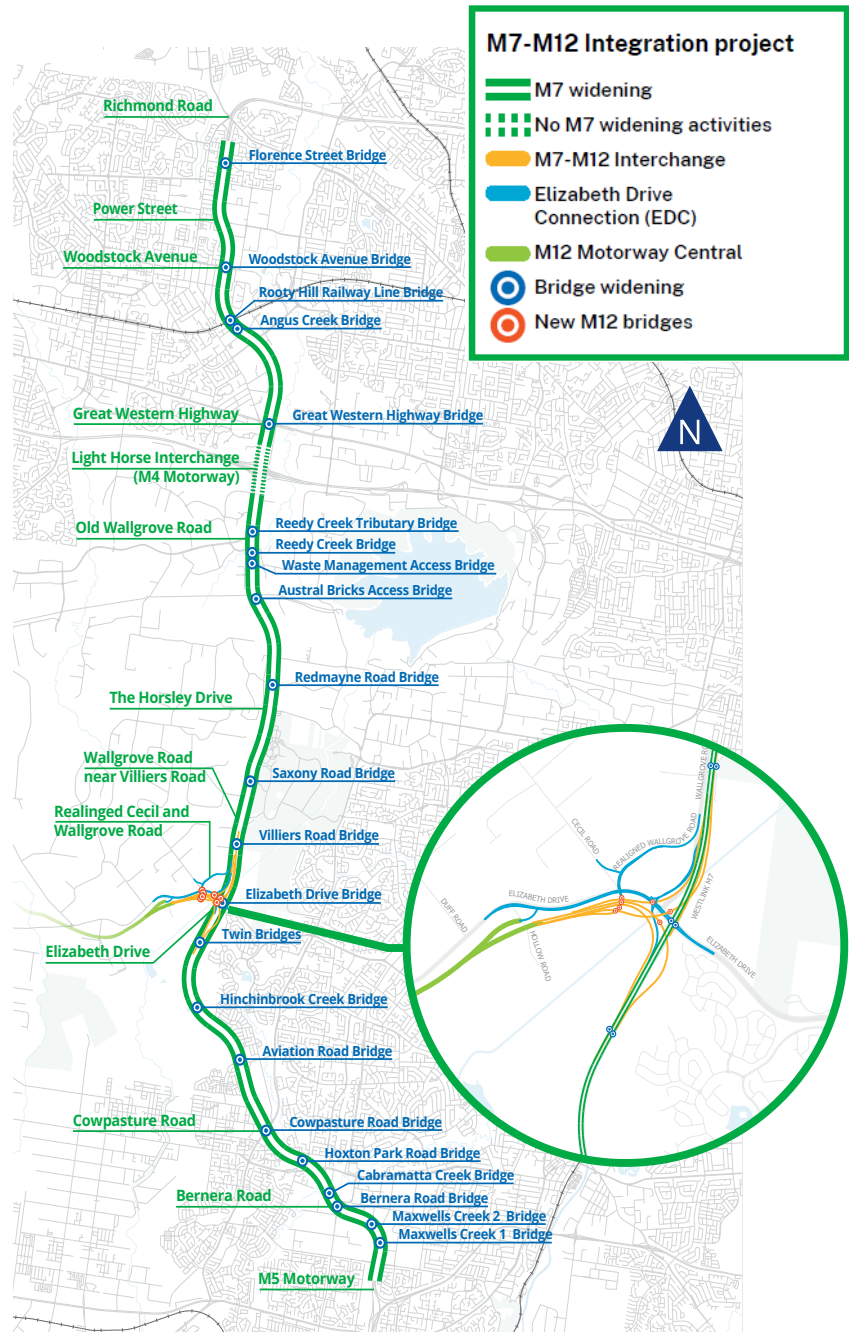 M7-M12 Integration project
M7 widening
No M7 widening activities
M7-M12 Interchange
Elizabeth Drive
Connection (EDC)
M12 Motorway Central
Bridge widening
New M12 bridges
N
Richmond Road
Florence Street Bridge
Power Street
Woodstock Avenue
Woodstock Avenue Bridge
Rooty Hill Railway Line Bridge
Angus Creek Bridge
Great Western Highway
Great Western Highway Bridge
Light Horse Interchange
(M4 Motorway)
Old Wallgrove Road
Reedy Creek Tributary Bridge
Reedy Creek Bridge
Waste Management Access Bridge
Austral Bricks Access Bridge
Redmayne Road Bridge
The Horsley Drive
Wallgrove Road
near Villiers Road
Saxony Road Bridge
Realinged Cecil and
Wallgrove Road
Villiers Road Bridge
Elizabeth Drive Bridge
Twin Bridges
Elizabeth Drive
Hinchinbrook Creek Bridge
Aviation Road Bridge
Cowpasture Road
Cowpasture Road Bridge
Hoxton Park Road Bridge
Cabramatta Creek Bridge
Bernera Road
Bernera Road Bridge
Maxwells Creek 2 Bridge
Maxwells Creek 1 Bridge
M5 Motorway
WALLGROVE R
CECIL ROAD
REALIGNED WALLGROVE ROAD
WESTLINK M7
ELIZABETH DRIVE
DUFF ROAD
ELIZABETH DRIVE